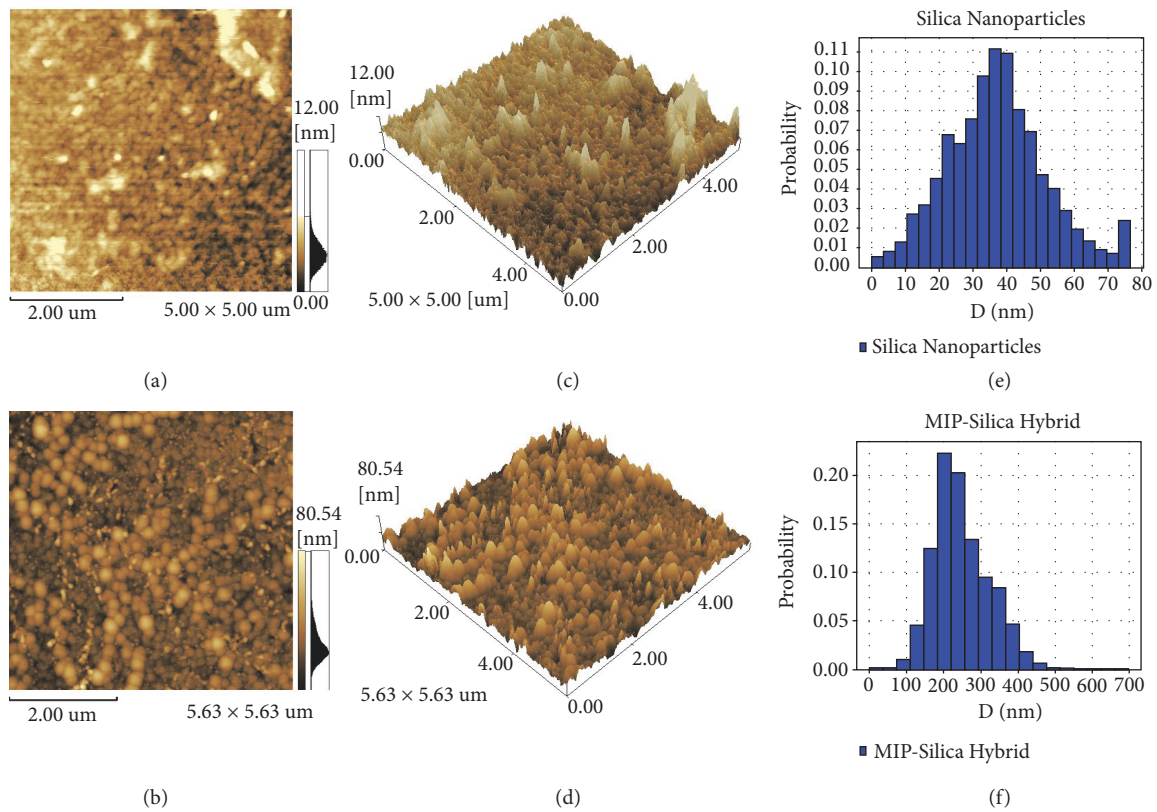 12.00
[nm]
0.00
2.00 um
5.00 × 5.00 um
(a)
12.00
[nm]
0.00
2.00
4.00
5.00 × 5.00 [um]
0.00
2.00
4.00
(c)
Silica Nanoparticles
Probability
0.11
0.10
0.09
0.08
0.07
0.06
0.05
0.04
0.03
0.02
0.01
0.00
0 10 20 30 40 50 60 70 80
D (nm)
Silica Nanoparticles
(e)
80.54
[nm]
0.00
2.00 um
5.63 × 5.63 um
(b)
80.54
[nm]
0.00
2.00
4.00
5.63 × 5.63 um
0.00
2.00
4.00
(d)
MIP-Silica Hybrid
Probability
0.20
0.15
0.10
0.05
0.00
0 100 200 300 400 500 600 700
D (nm)
MIP-Silica Hybrid
(f)